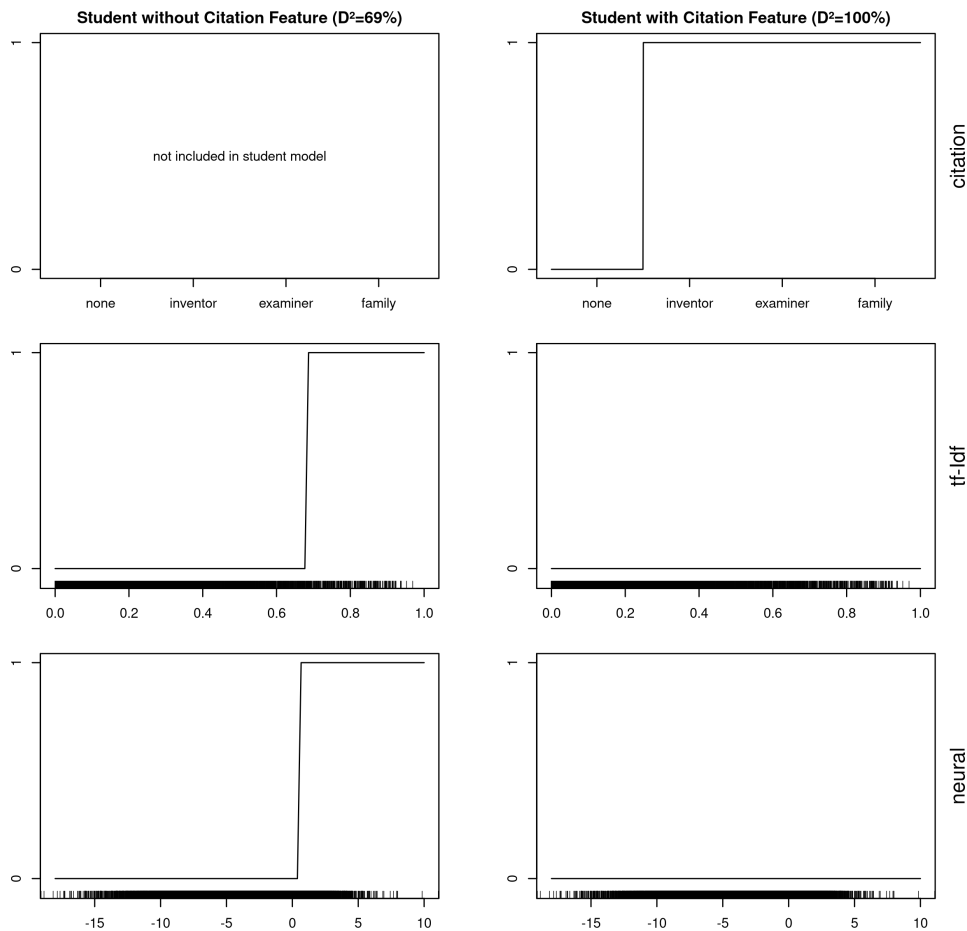 Student without Citation Feature (D²=69%)
Student with Citation Feature (D²=100%)
1
0
not included in student model
none inventor examiner family
1
0
none inventor examiner family
citation
1
0
0.0 0.2 0.4 0.6 0.8 1.0
1
0
0.0 0.2 0.4 0.6 0.8 1.0
tf-Idf
1
0
-15 -10 -5 0 5 10
1
0
-15 -10 -5 0 5 10
neural